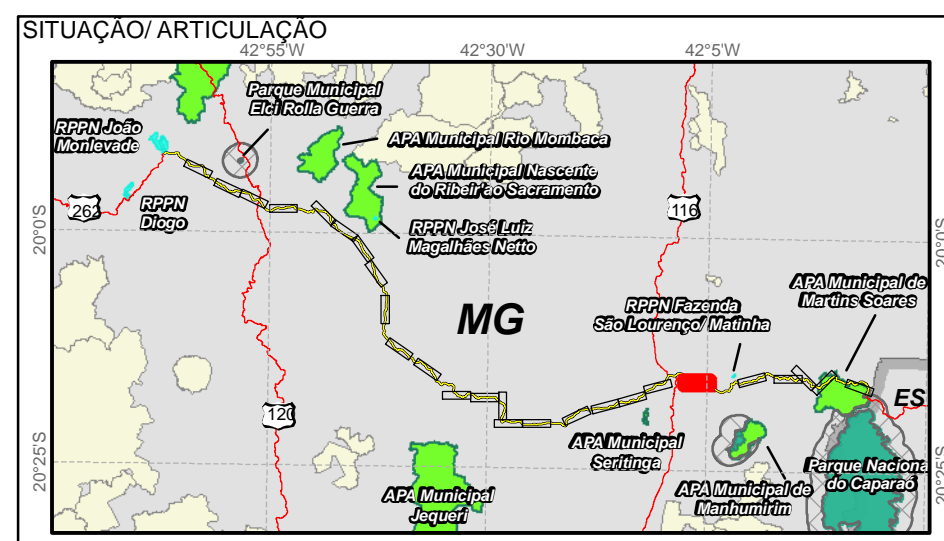 SITUAÇÃO/ ARTICULAÇÃO
42°55'W
42°30'W
42°5'W
Parque Municipal
Elci Rolla Guerra
RPPN João
Monlevade
APA Municipal Rio Mombaca
APA Municipal Nascente
do Ribeir'ao Sacramento
262
RPPN
Diogo
116
RPPN José Luiz
Magalhães Netto
20°0'S
20°0'S
APA Municipal de
Martins Soares
RPPN Fazenda
São Lourenço/ Matinha
MG
ES
120
APA Municipal
Seritinga
20°25'S
20°25'S
Parque Naciona
do Caparaó
APA Municipal
Jequeri
APA Municipal de
Manhumirim